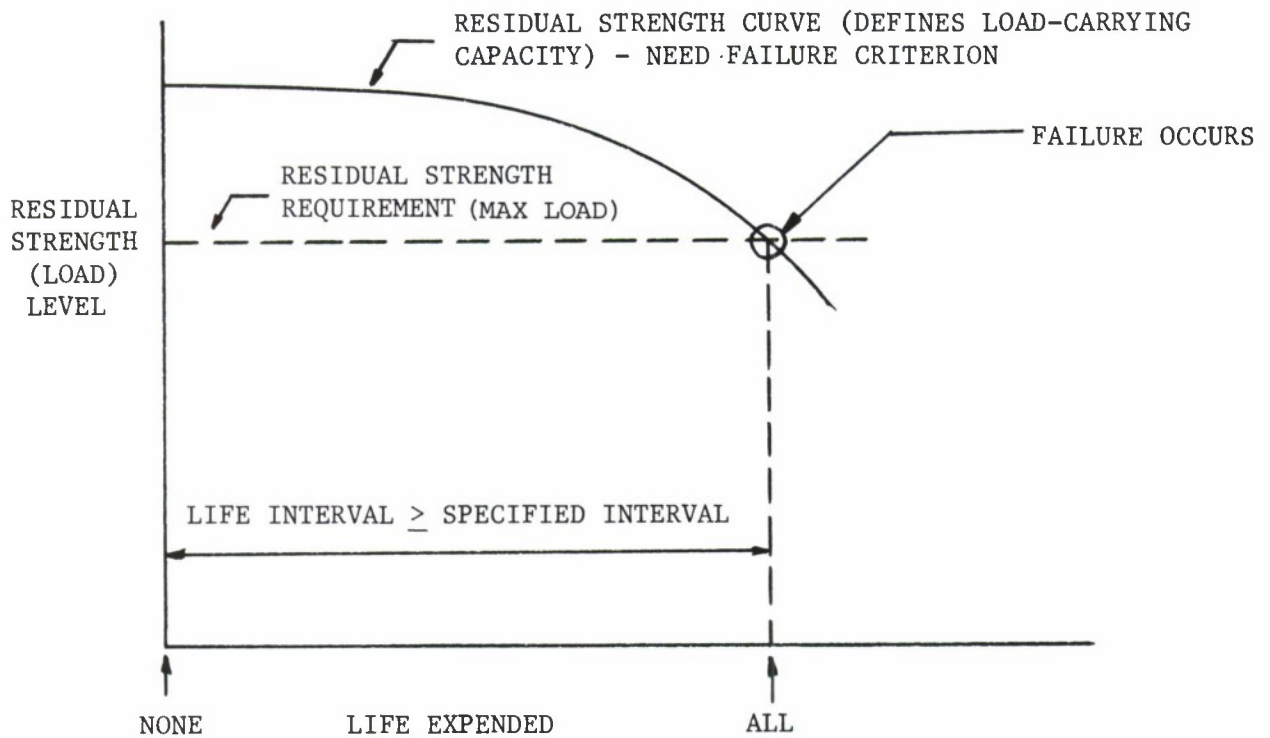 RESIDUAL STRENGTH CURVE (DEFINES LOAD-CARRYING
CAPACITY) - NEED FAILURE CRITERION
FAILURE OCCURS
RESIDUAL STRENGTH
REQUIREMENT (MAX LOAD)
RESIDUAL
STRENGTH
(LOAD)
LEVEL
LIFE INTERVAL ≥ SPECIFIED INTERVAL
NONE
LIFE EXPENDED
ALL